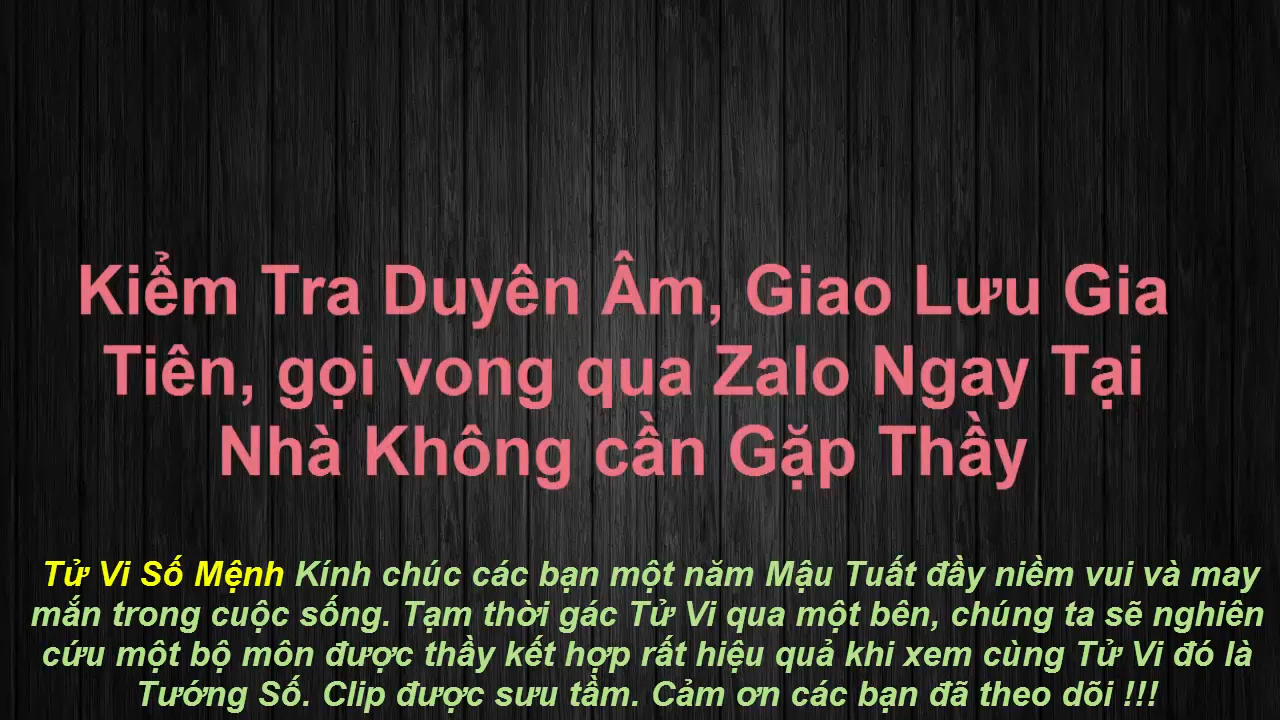 Kiểm Tra Duyên Âm, Giao Lưu Gia
Tiên, gọi vong qua Zalo Ngay Tại
Nhà Không cần Gặp Thầy
Tử Vi Số Mệnh Kính chúc các bạn một năm Mậu Tuất đầy niềm vui và may
mắn trong cuộc sống. Tạm thời gác Tử Vi qua một bên, chúng ta sẽ nghiên
cứu một bộ môn được thầy kết hợp rất hiệu quả khi xem cùng Tử Vi đó là
Tướng Số. Clip được sưu tầm. Cảm ơn các bạn đã theo dõi !!!